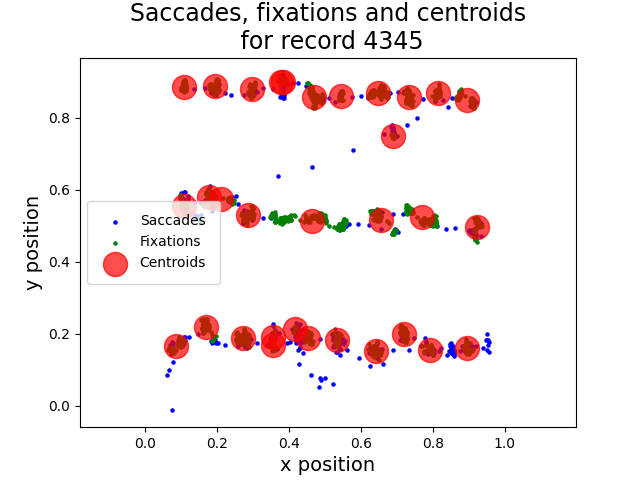 Saccades, fixations and centroids
for record 4345
y position
0.8
0.6
0.4
0.2
0.0
Saccades
Fixations
Centroids
0.0 0.2 0.4 0.6 0.8 1.0
x position